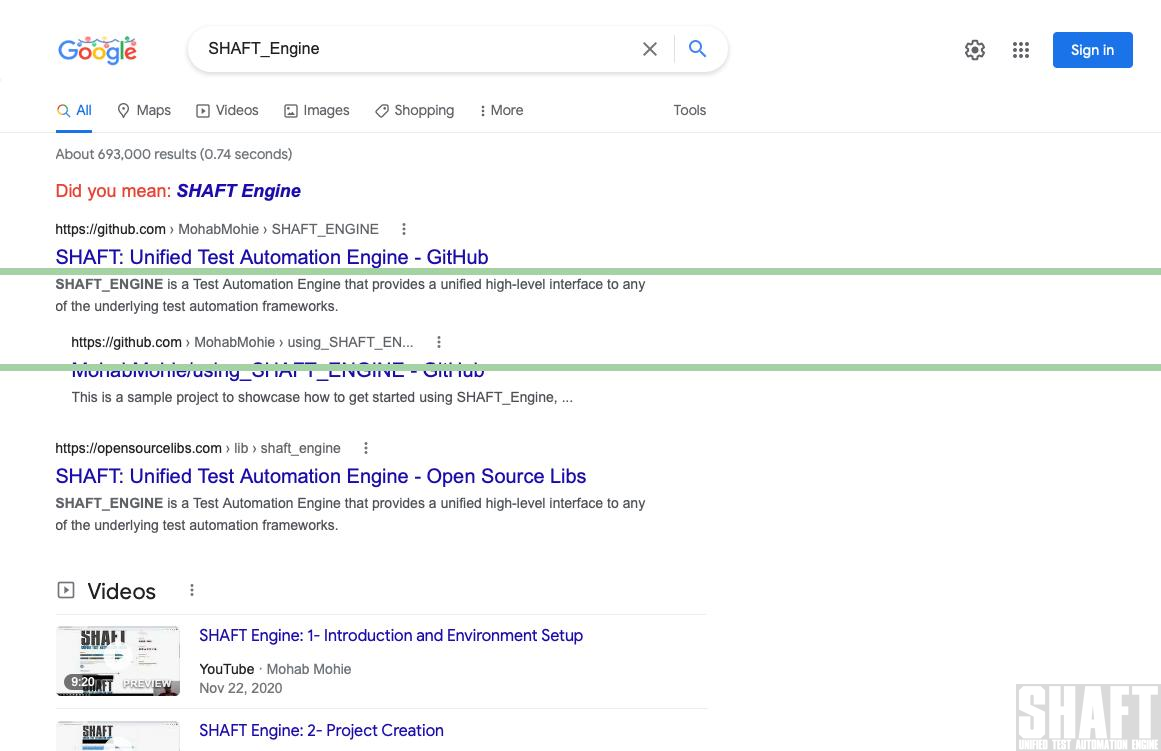 Google
SHAFT_Engine
Sign in
All
Maps
Videos
Images
Shopping
More
Tools
About 693,000 results (0.74 seconds)
Did you mean: SHAFT Engine
https://github.com › MohabMohie › SHAFT_ENGINE
SHAFT: Unified Test Automation Engine - GitHub
SHAFT_ENGINE is a Test Automation Engine that provides a unified high-level interface to any
of the underlying test automation frameworks.
https://github.com › MohabMohie › using_SHAFT_EN...
MohabMohie/using_SHAFT_ENGINE - GitHub
This is a sample project to showcase how to get started using SHAFT_Engine, ...
https://opensourcelibs.com › lib › shaft_engine
SHAFT: Unified Test Automation Engine - Open Source Libs
SHAFT_ENGINE is a Test Automation Engine that provides a unified high-level interface to any
of the underlying test automation frameworks.
Videos
SHAFT
9:20
PREVIEW
SHAFT Engine: 1- Introduction and Environment Setup
YouTube · Mohab Mohie
Nov 22, 2020
SHAFT
SHAFT Engine: 2- Project Creation
SHAFT
UNIFIED TEST AUTOMATION ENGINE